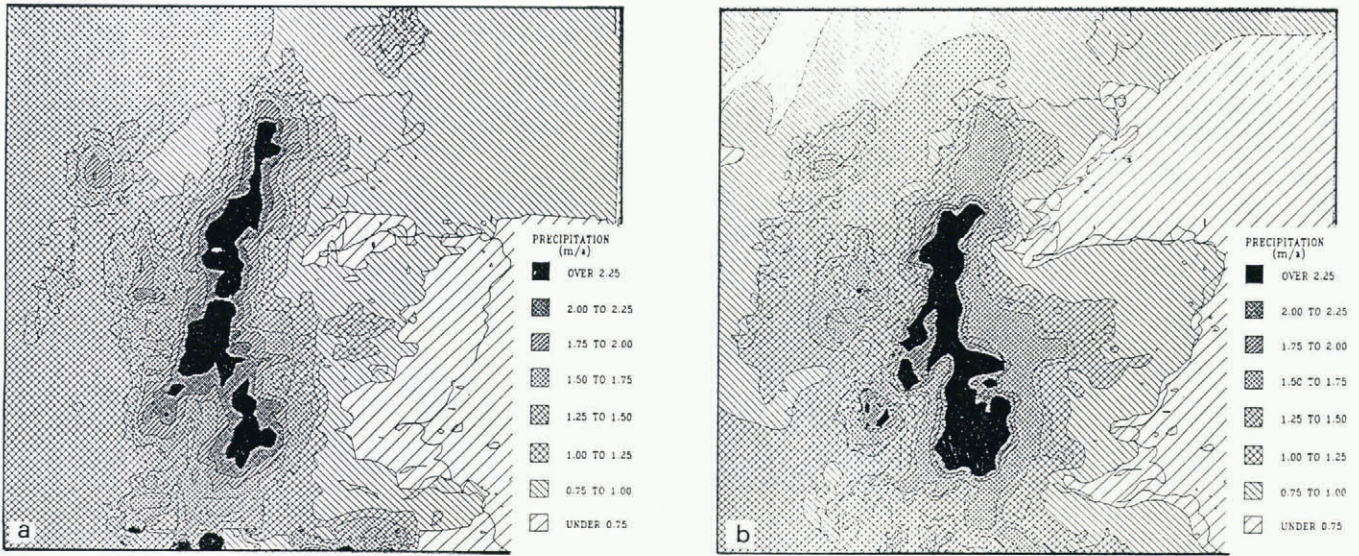 PRECIPITATION
(m/a)
OVER 2.25
2.00 TO 2.25
1.75 TO 2.00
1.50 TO 1.75
1.25 TO 1.50
1.00 TO 1.25
0.75 TO 1.00
UNDER 0.75
a
PRECIPITATION
(m/a)
OVER 2.25
2.00 TO 2.25
1.75 TO 2.00
1.50 TO 1.75
1.25 TO 1.50
1.00 TO 1.25
0.75 TO 1.00
UNDER 0.75
b